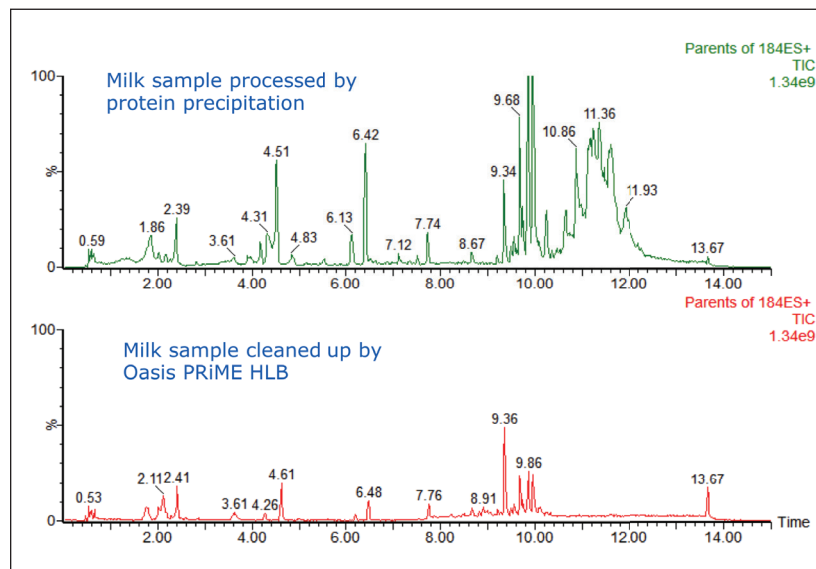 Parents of 184ES+
TIC
1.34e9
Milk sample processed by
protein precipitation
100
%
0
0.59
1.86
2.39
3.61
4.31
4.51
4.83
6.13
6.42
7.12
7.74
8.67
9.34
9.68
10.86
11.36
11.93
13.67
2.00 4.00 6.00 8.00 10.00 12.00 14.00
Parents of 184ES+
TIC
1.34e9
Milk sample cleaned up by
Oasis PRiME HLB
100
%
0
0.53
2.11
2.41
3.61
4.26
4.61
6.48
7.76
8.91
9.36
9.86
13.67
Time
2.00 4.00 6.00 8.00 10.00 12.00 14.00